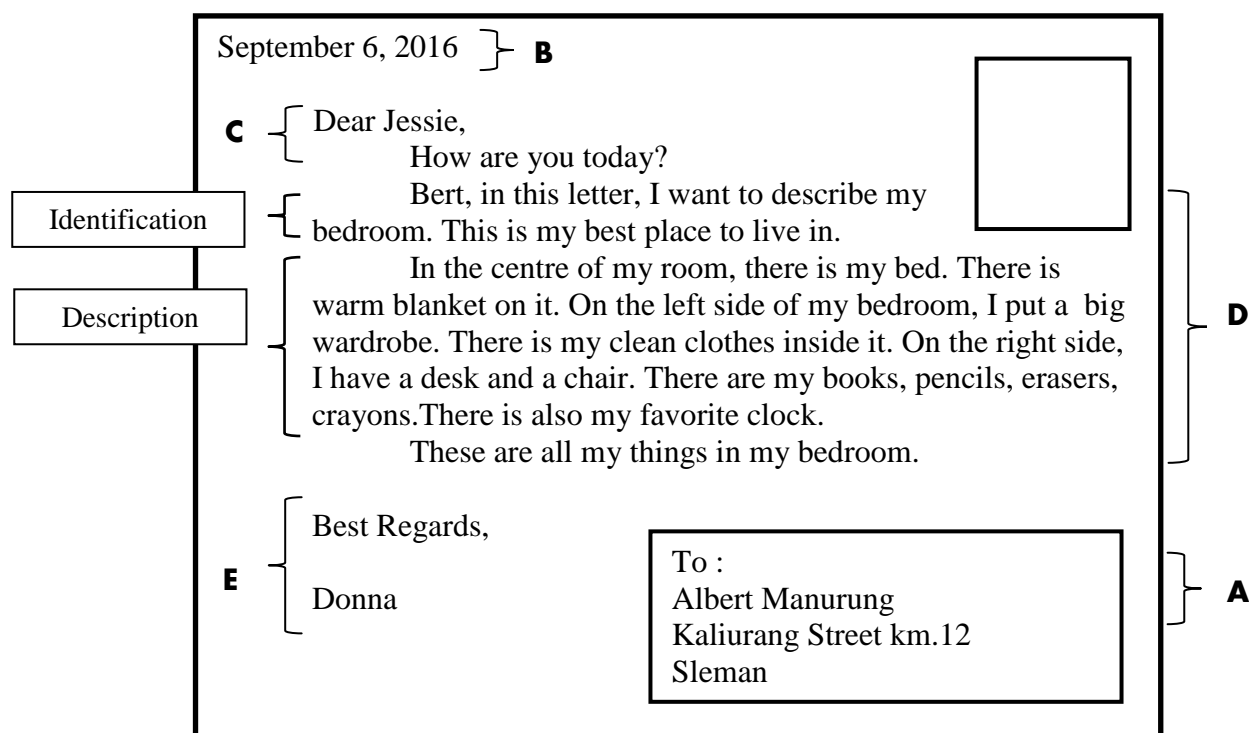 September 6, 2016
B
C
Dear Jessie,
How are you today?
Identification
Bert, in this letter, I want to describe my
bedroom. This is my best place to live in.
Description
In the centre of my room, there is my bed. There is
warm blanket on it. On the left side of my bedroom, I put a  big
wardrobe. There is my clean clothes inside it. On the right side,
I have a desk and a chair. There are my books, pencils, erasers,
crayons.There is also my favorite clock.
These are all my things in my bedroom.
D
E
Best Regards,
Donna
To :
Albert Manurung
Kaliurang Street km.12
Sleman
A